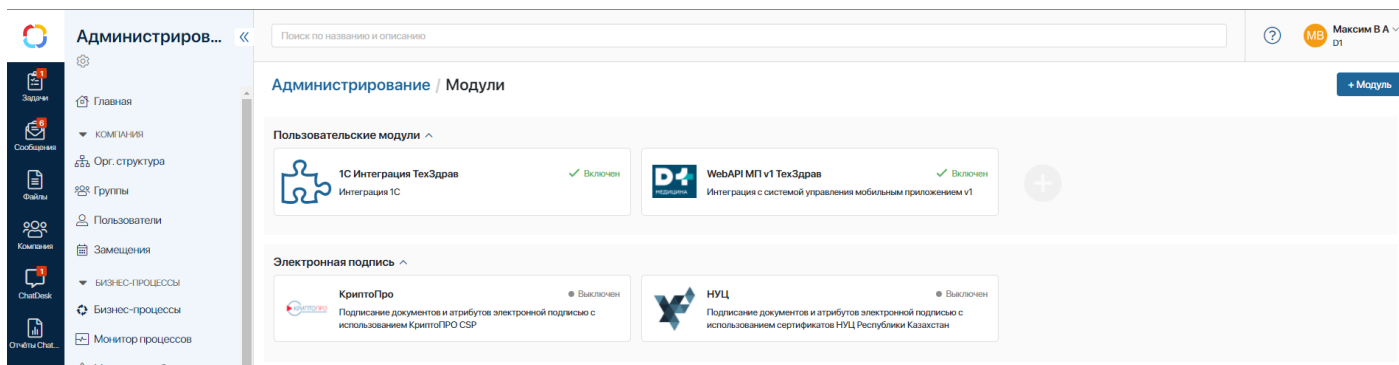 Администриров...
Поиск по названию и описанию
МВ
Максим В А
D1
Задачи
1
Сообщения
6
Файлы
Компания
ChatDesk
1
Отчёты Chat...
Главная
КОМПАНИЯ
Орг. структура
Группы
Пользователи
Замещения
БИЗНЕС-ПРОЦЕССЫ
Бизнес-процессы
Монитор процессов
Администрирование / Модули
+ Модуль
Пользовательские модули
1С Интеграция ТехЗдрав
Включен
Интеграция 1С
D1
МЕДИЦИНА
WebAPI МП v1 ТехЗдрав
Включен
Интеграция с системой управления мобильным приложением v1
Электронная подпись
КРИПТОПРО
КриптоПро
Выключен
Подписание документов и атрибутов электронной подписью с
использованием КриптоПРО CSP
НУЦ
Выключен
Подписание документов и атрибутов электронной подписью с
использованием сертификатов НУЦ Республики Казахстан